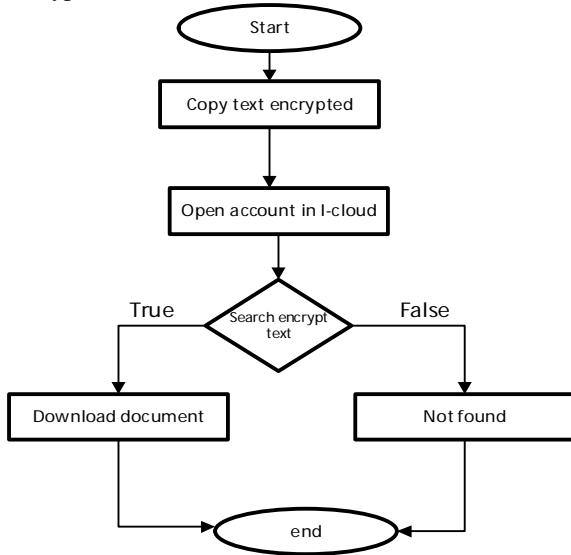 Start
Copy text encrypted
Open account in I-cloud
True
False
Search encrypt
text
Download document
Not found
end